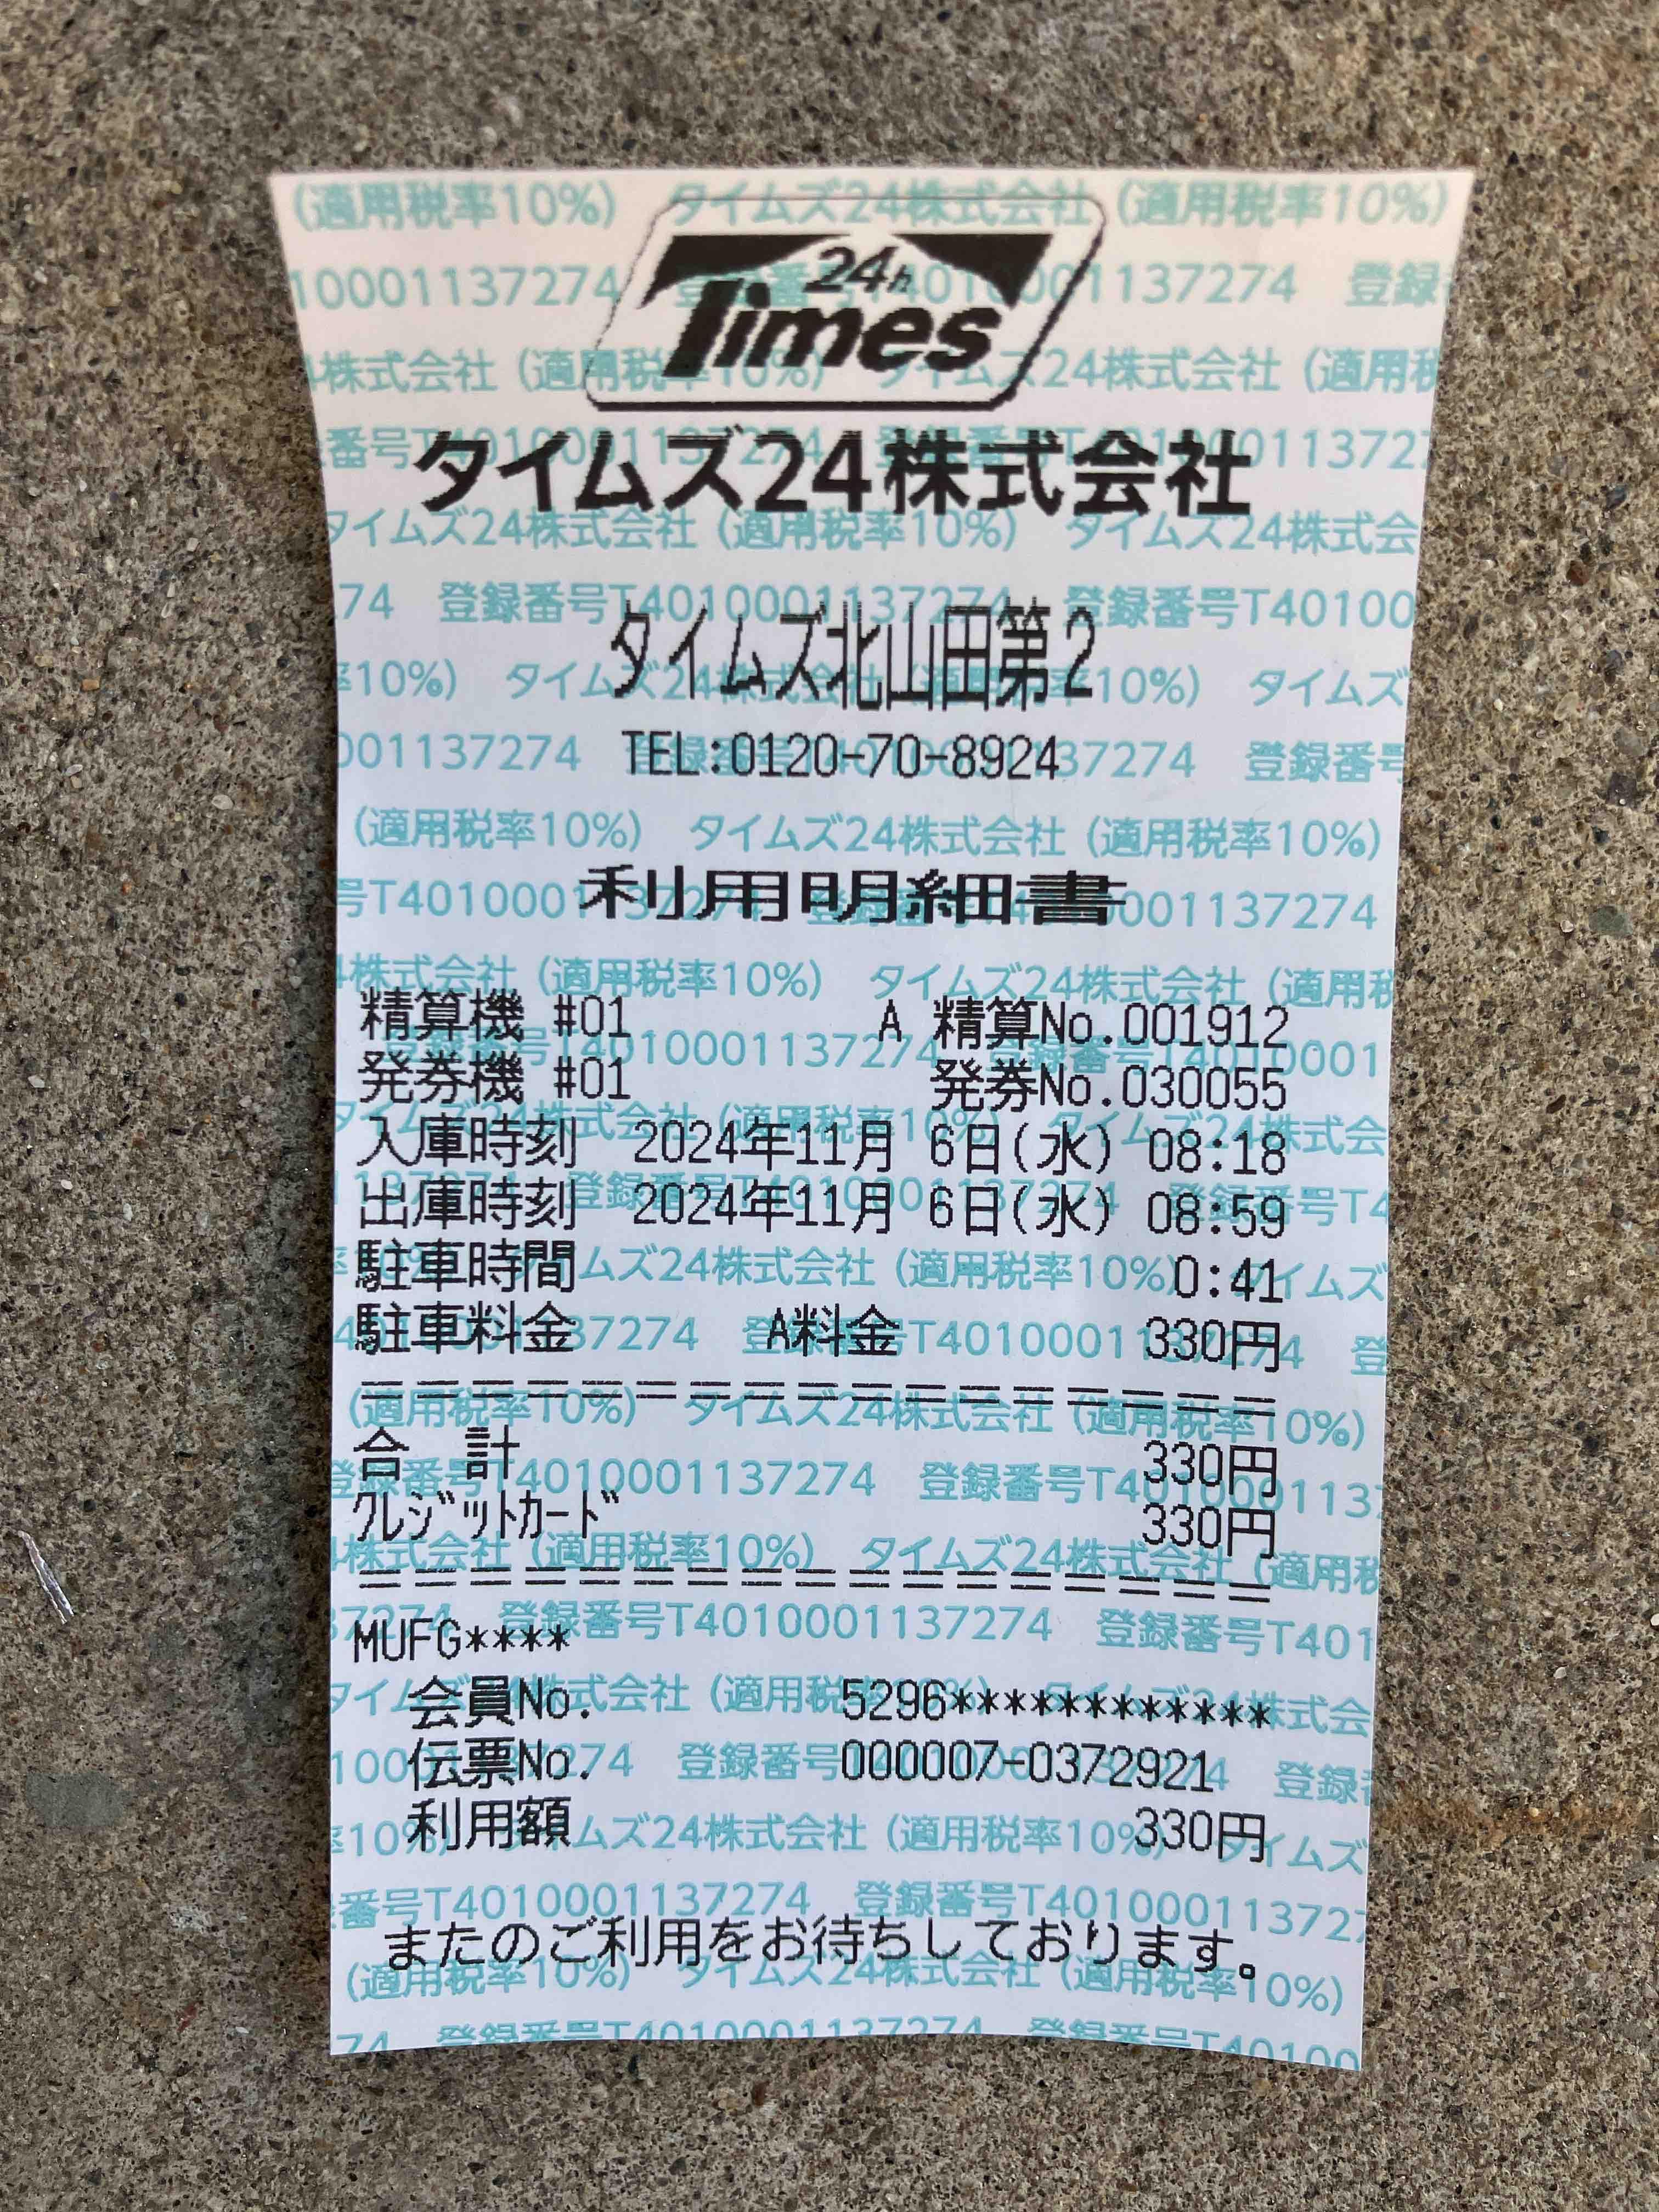 24h
Times
タイムズ24株式会社
タイムズ北山田第2
TEL:0120-70-8924
利用明細書
精算機 #01 A 精算No.001912
発券機 #01 発券No.030055
入庫時刻 2024年11月 6日(水) 08:18
出庫時刻 2024年11月 6日(水) 08:59
駐車時間 0:41
駐車料金 A料金 330円
合 計 330円
クレジットカード 330円
MUFG****
会員No. 5296************
伝票No. 000007-0372921
利用額 330円
またのご利用をお待ちしております。
タイムズ24株式会社 (適用税率10%)
登録番号T4010001137274